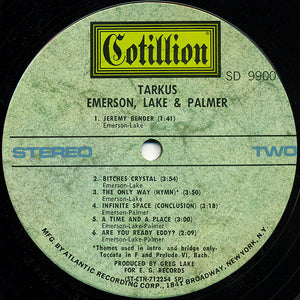 Cotillion
SD 9900
TARKUS
EMERSON, LAKE & PALMER
1. JEREMY BENDER (1:41)
Emerson-Lake
STEREO TWO
2. BITCHES CRYSTAL (3:54)
Emerson-Lake
3. THE ONLY WAY (HYMN)* (3:50)
Emerson-Lake
4. INFINITE SPACE (CONCLUSION) (3:18)
Emerson-Palmer
5. A TIME AND A PLACE (3:00)
Emerson-Lake-Palmer
6. ARE YOU READY EDDY? (2:09)
Emerson-Lake-Palmer
*Themes used in intro. and bridge only-
Toccata in F and Prelude VI, Bach.
PRODUCED BY GREG LAKE
FOR E. G. RECORDS
(ST-CTN-712254 SP)
MFG. BY ATLANTIC RECORDING CORP., 1841 BROADWAY, NEW YORK, N.Y.